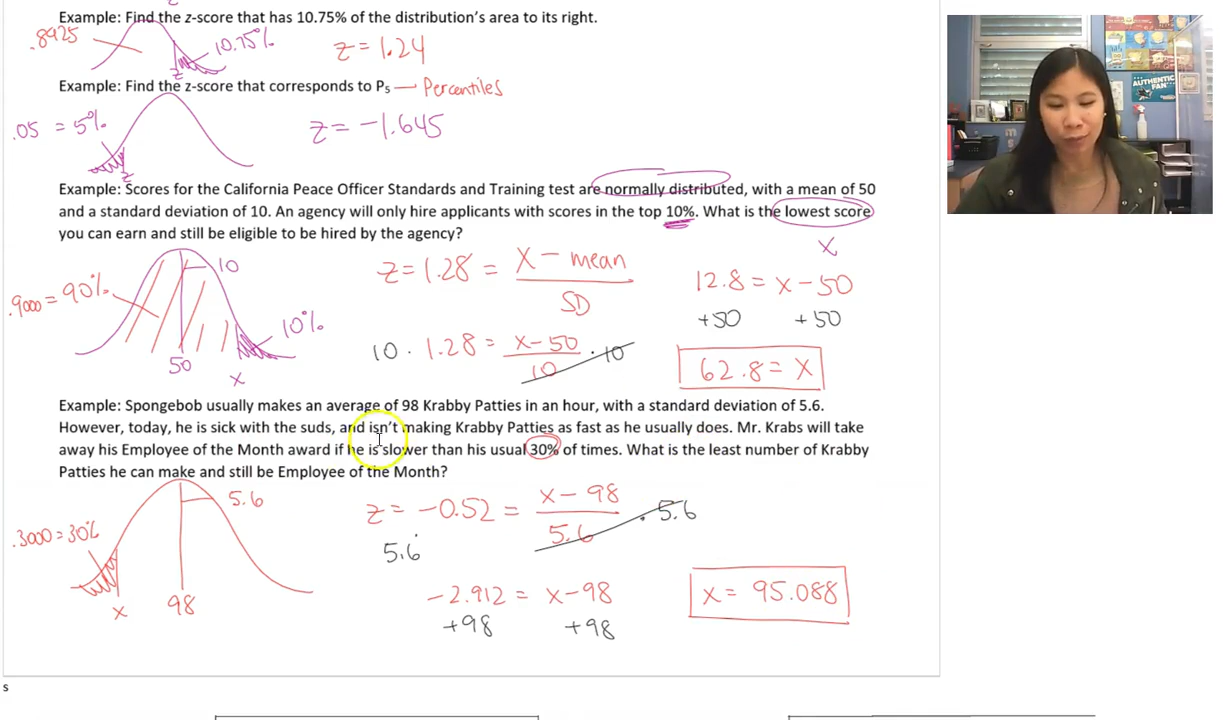 Example: Find the z-score that has 10.75% of the distribution's area to its right.
.8925
10.75%
z
z = 1.24
Example: Find the z-score that corresponds to P5 — Percentiles
.05 = 5%
z
z = -1.645
Example: Scores for the California Peace Officer Standards and Training test are normally distributed, with a mean of 50
and a standard deviation of 10. An agency will only hire applicants with scores in the top 10%. What is the lowest score
you can earn and still be eligible to be hired by the agency?
x
.9000 = 90%
10
10%
50
x
z = 1.28 = x - mean
SD
10 · 1.28 = x - 50 · 10
10
12.8 = x - 50
+50 +50
62.8 = x
Example: Spongebob usually makes an average of 98 Krabby Patties in an hour, with a standard deviation of 5.6.
However, today, he is sick with the suds, and isn't making Krabby Patties as fast as he usually does. Mr. Krabs will take
away his Employee of the Month award if he is slower than his usual 30% of times. What is the least number of Krabby
Patties he can make and still be Employee of the Month?
.3000 = 30%
5.6
x
98
z = -0.52 = x - 98
5.6 · 5.6
5.6
-2.912 = x - 98
+98 +98
x = 95.088
s
AUTHENTIC
FAN